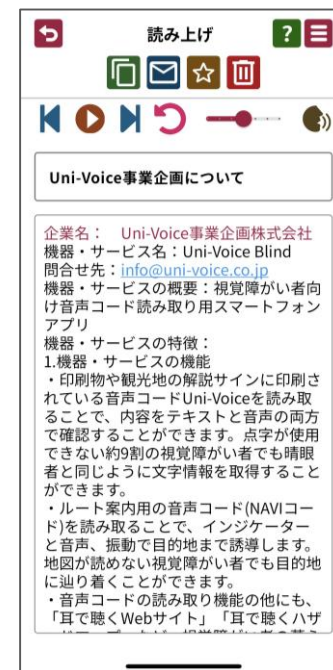 読み上げ
?
Uni-Voice事業企画について
企業名： Uni-Voice事業企画株式会社
機器・サービス名：Uni-Voice Blind
問合せ先：info@uni-voice.co.jp
機器・サービスの概要：視覚障がい者向
け音声コード読み取り用スマートフォン
アプリ
機器・サービスの特徴：
1.機器・サービスの機能
・印刷物や観光地の解説サインに印刷さ
れている音声コードUni-Voiceを読み取
ることで、内容をテキストと音声の両方
で確認することができます。点字が使用
できない約9割の視覚障がい者でも晴眼
者と同じように文字情報を取得すること
ができます。
・ルート案内用の音声コード(NAVIコー
ド)を読み取ることで、インジケーター
と音声、振動で目的地まで誘導します。
地図が読めない視覚障がい者でも目的地
に辿り着くことができます。
・音声コードの読み取り機能の他にも、
「耳で聴くWebサイト」「耳で聴くハザ